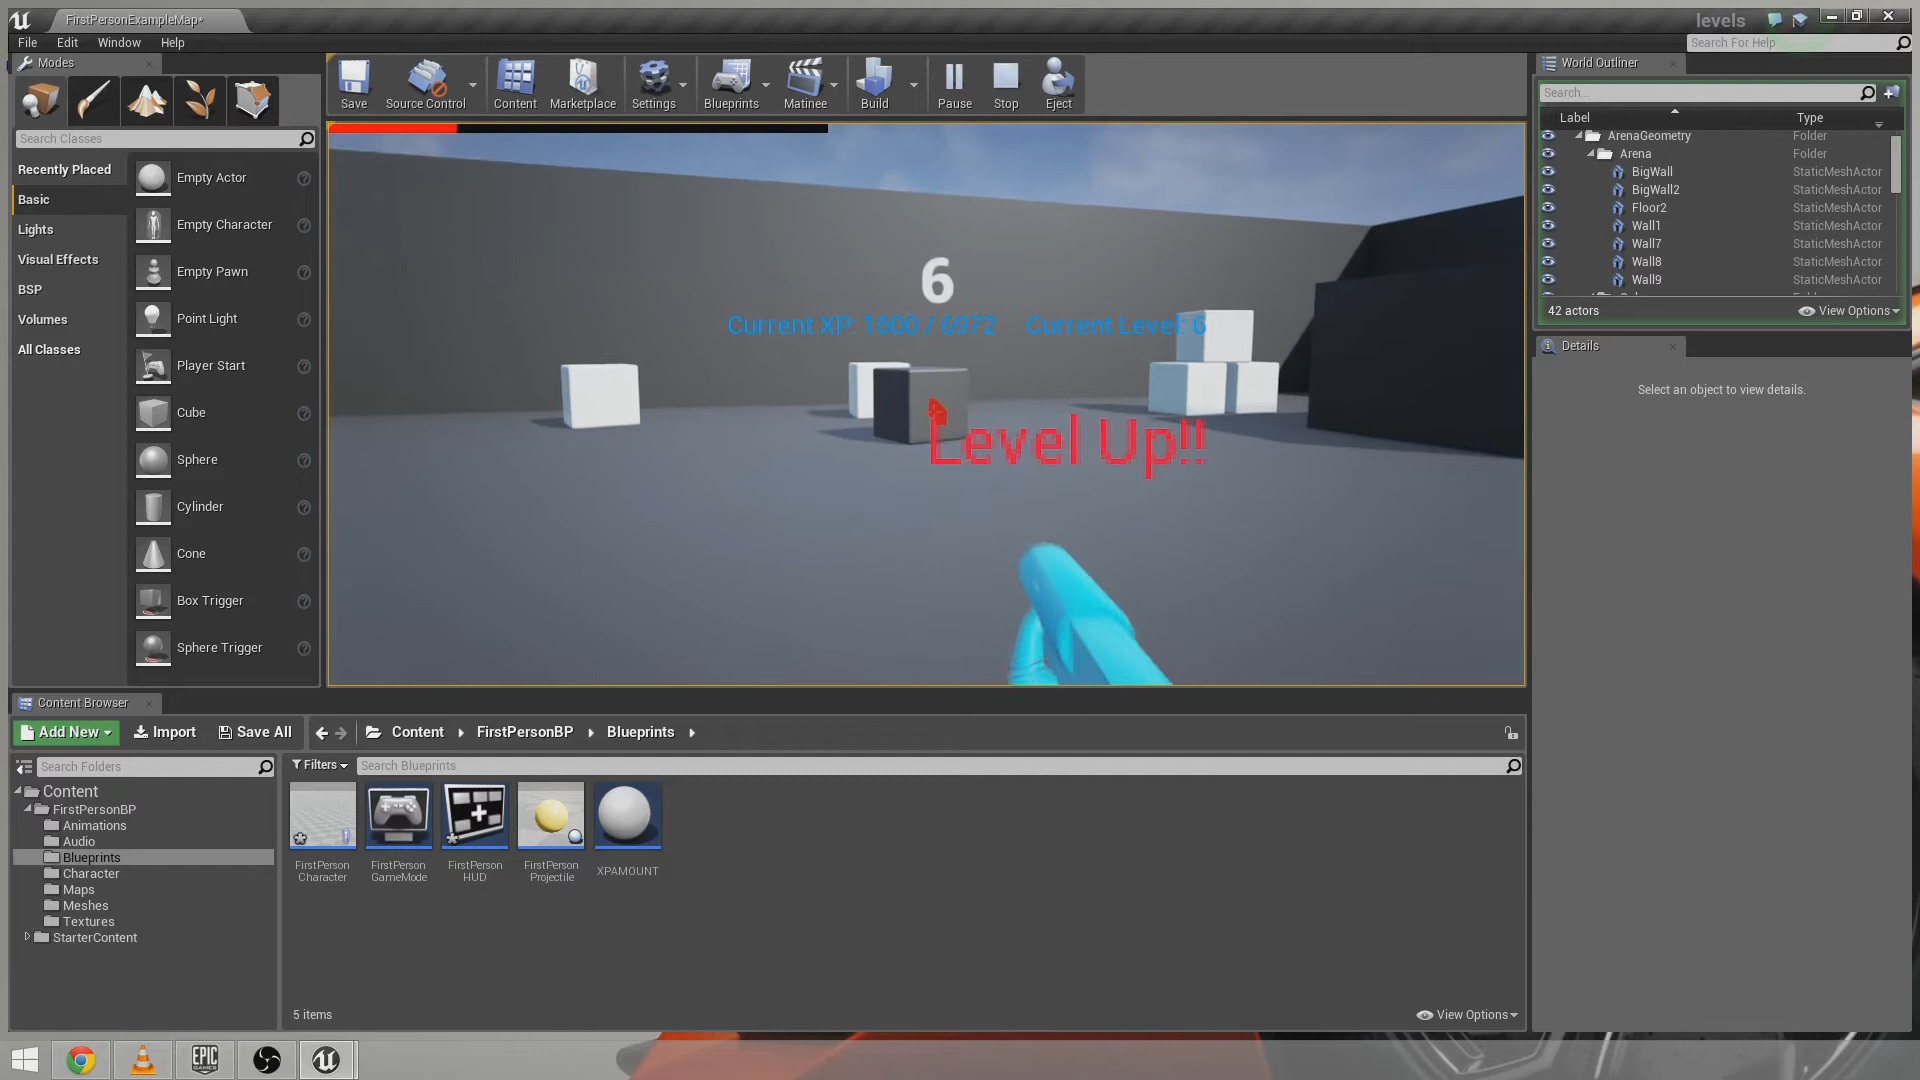 FirstPersonExampleMap*
levels
File Edit Window Help
Search For Help
Modes
Save Source Control Content Marketplace Settings Blueprints Matinee Build Pause Stop Eject
World Outliner
Search...
Label Type
Search Classes
Recently Placed
Basic
Lights
Visual Effects
BSP
Volumes
All Classes
Empty Actor
Empty Character
Empty Pawn
Point Light
Player Start
Cube
Sphere
Cylinder
Cone
Box Trigger
Sphere Trigger
6
Current XP: 1800 / 6972 Current Level: 6
Level Up!!
ArenaGeometry Folder
Arena Folder
BigWall StaticMeshActor
BigWall2 StaticMeshActor
Floor2 StaticMeshActor
Wall1 StaticMeshActor
Wall7 StaticMeshActor
Wall8 StaticMeshActor
Wall9 StaticMeshActor
42 actors View Options
Details
Select an object to view details.
Content Browser
Add New Import Save All Content FirstPersonBP Blueprints
Search Folders
Filters Search Blueprints
Content
FirstPersonBP
Animations
Audio
Blueprints
Character
Maps
Meshes
Textures
StarterContent
FirstPerson
Character
FirstPerson
GameMode
FirstPerson
HUD
FirstPerson
Projectile
XPAMOUNT
5 items View Options
EPIC
GAMES